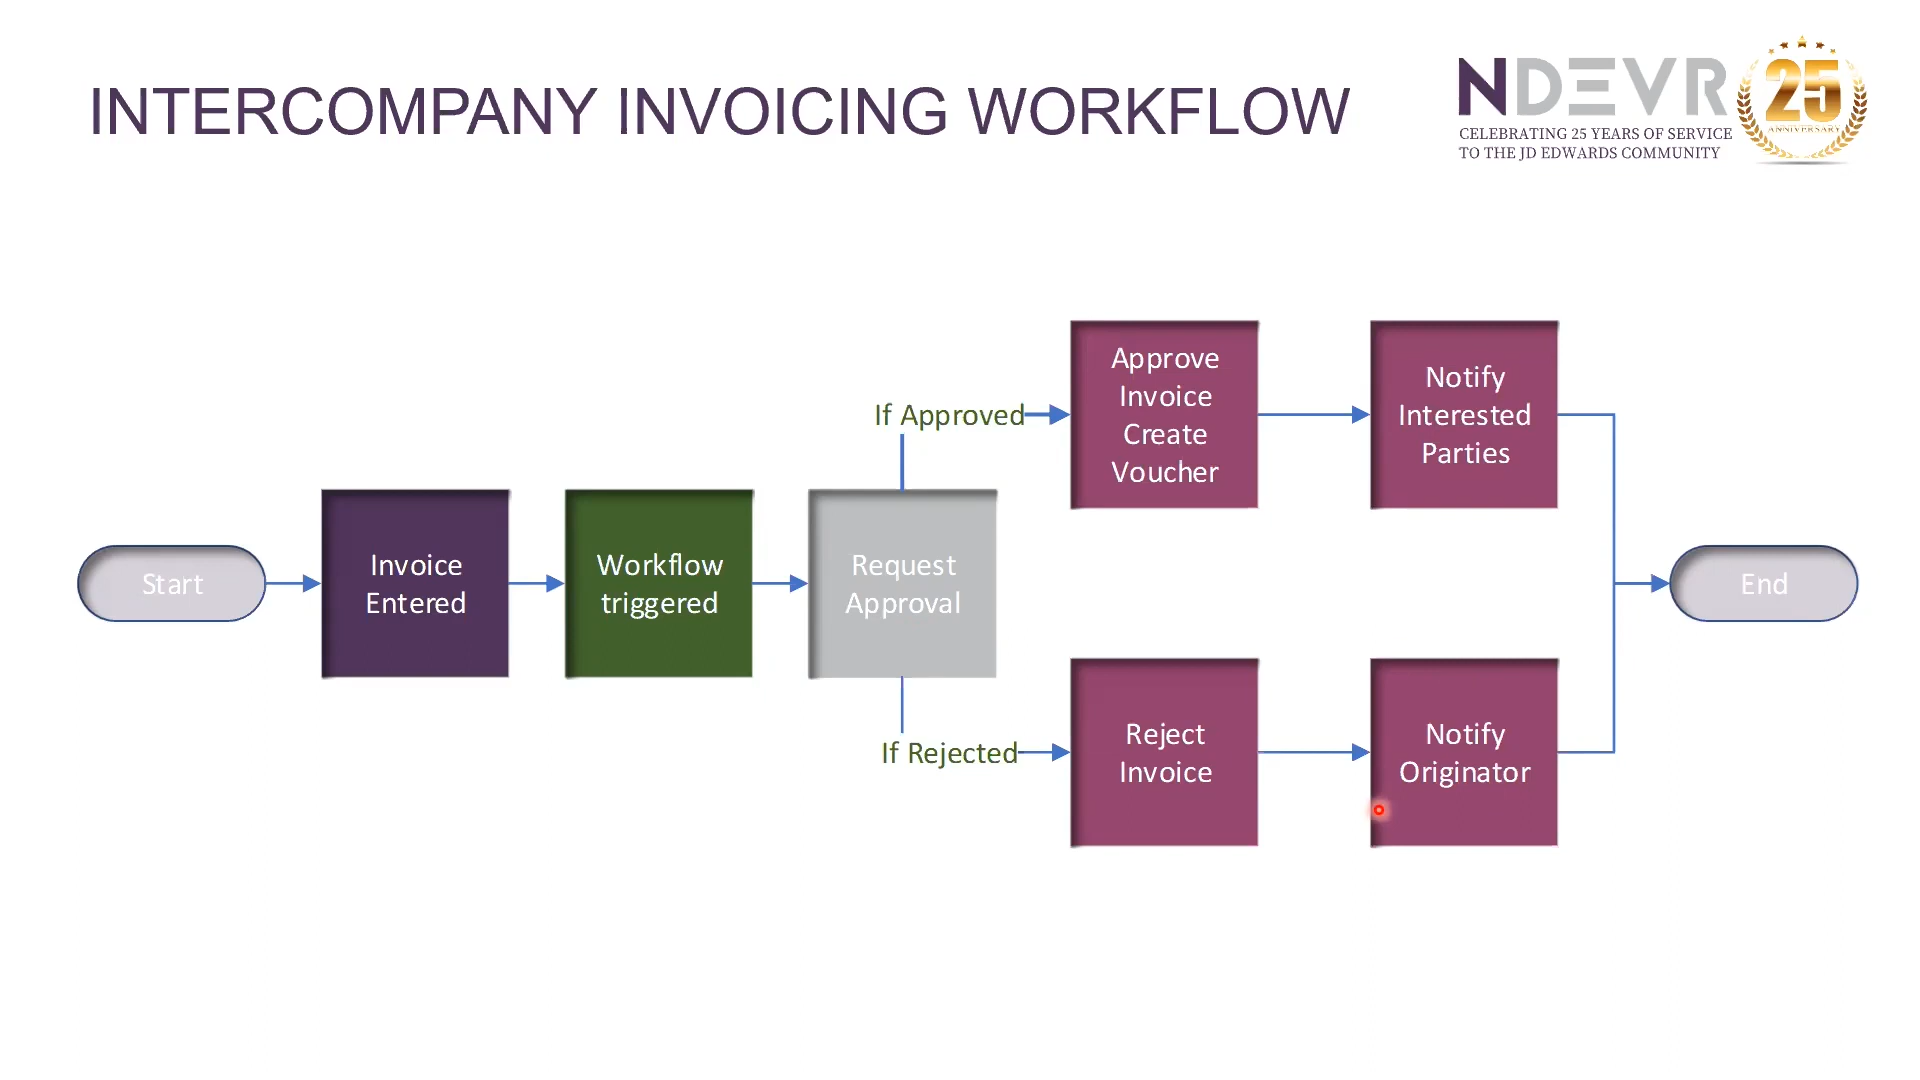 INTERCOMPANY INVOICING WORKFLOW
NDEVR
CELEBRATING 25 YEARS OF SERVICE
TO THE JD EDWARDS COMMUNITY
25
ANNIVERSARY
Start
Invoice
Entered
Workflow
triggered
Request
Approval
If Approved
Approve
Invoice
Create
Voucher
Notify
Interested
Parties
If Rejected
Reject
Invoice
Notify
Originator
End